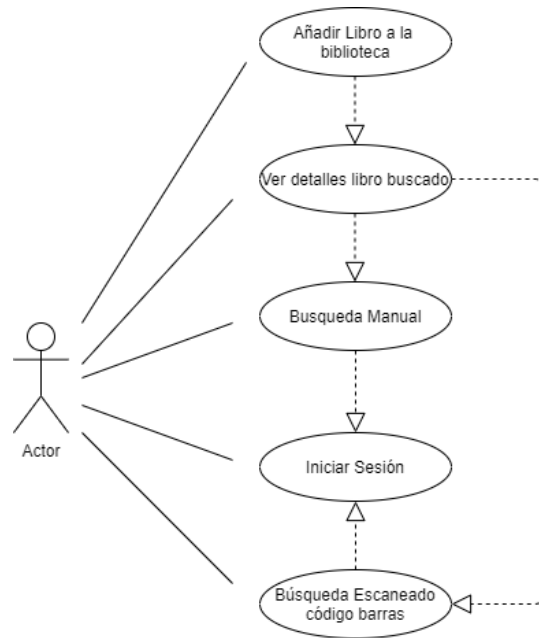 Añadir Libro a la
biblioteca
Ver detalles libro buscado
Busqueda Manual
Actor
Iniciar Sesión
Búsqueda Escaneado
código barras